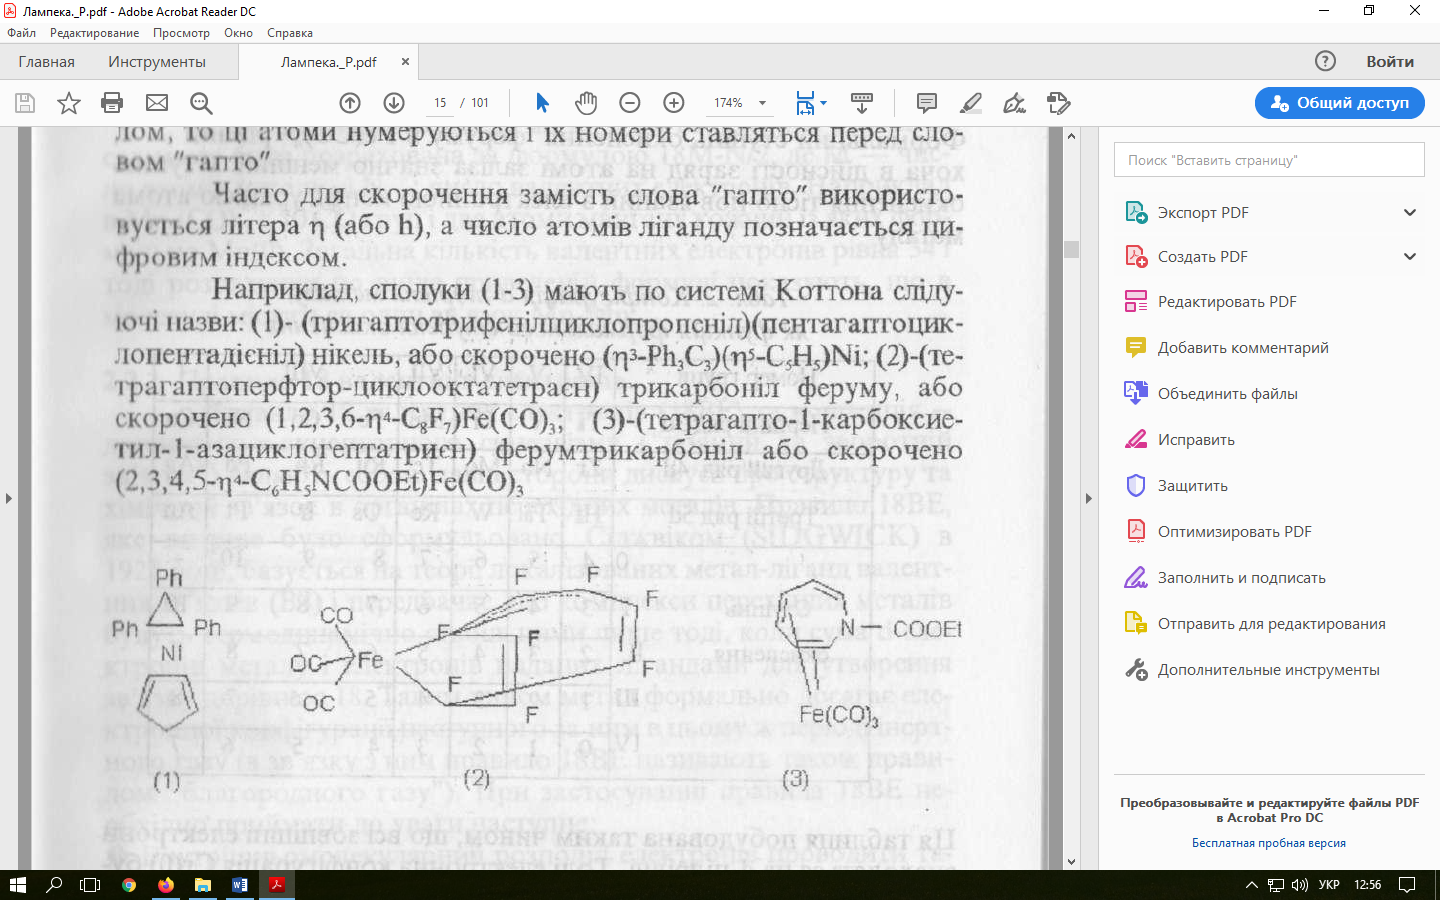 Лампека._Р.pdf - Adobe Acrobat Reader DC
Файл Редактирование Просмотр Окно Справка
Главная Инструменты Лампека._Р.pdf × Войти
15 / 101 174% Общий доступ
лом, то ці атоми нумеруються і їх номери ставляться перед сло-
вом "гапто"
Часто для скорочення замість слова "гапто" використо-
вується літера η (або h), а число атомів ліганду позначається ци-
фровим індексом.
Наприклад, сполуки (1-3) мають по системі Коттона сліду-
ючі назви: (1)- (тригаптотрифенілциклопропеніл)(пентагаптоцик-
лопентадієніл) нікель, або скорочено (η³-Ph₃C₃)(η⁵-C₅H₅)Ni; (2)-(те-
трагаптоперфтор-циклооктатетраєн) трикарбоніл феруму, або
скорочено (1,2,3,6-η⁴-C₈F₇)Fe(CO)₃; (3)-(тетрагапто-1-карбоксие-
тил-1-азациклогептатриєн) ферумтрикарбоніл або скорочено
(2,3,4,5-η⁴-C₆H₅NCOOEt)Fe(CO)₃
Ph
Ph Ph
Ni
(1)
CO
OC Fe
OC
F F F
F F
F F
F
(2)
N — COOEt
Fe(CO)₃
(3)
Поиск "Вставить страницу"
Экспорт PDF
Создать PDF
Редактировать PDF
Добавить комментарий
Объединить файлы
Исправить
Защитить
Оптимизировать PDF
Заполнить и подписать
Отправить для редактирования
Дополнительные инструменты
Преобразовывайте и редактируйте файлы PDF
в Acrobat Pro DC
Бесплатная пробная версия
УКР 12:56